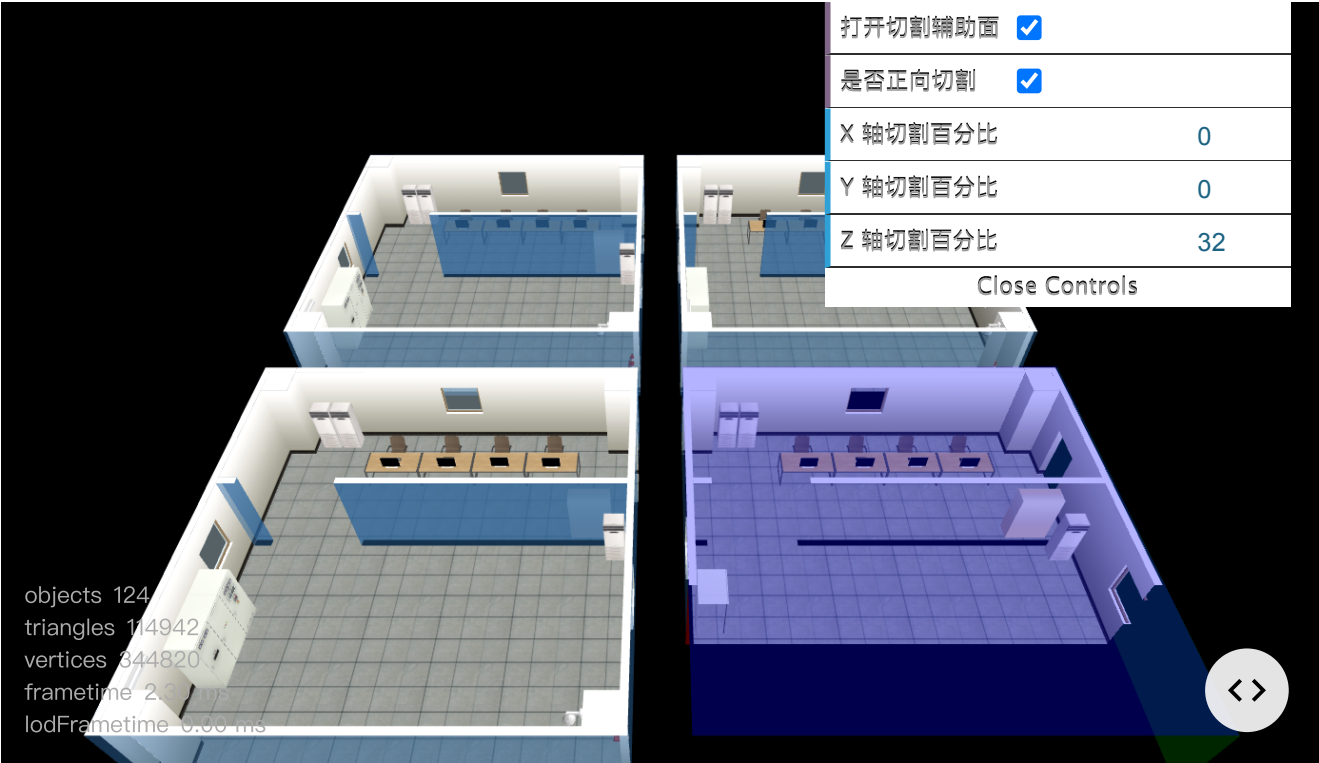 打开切割辅助面
是否正向切割
X 轴切割百分比 0
Y 轴切割百分比 0
Z 轴切割百分比 32
Close Controls
objects 124
triangles 114942
vertices 344820
frametime ms
lodFrametime 0.00 ms